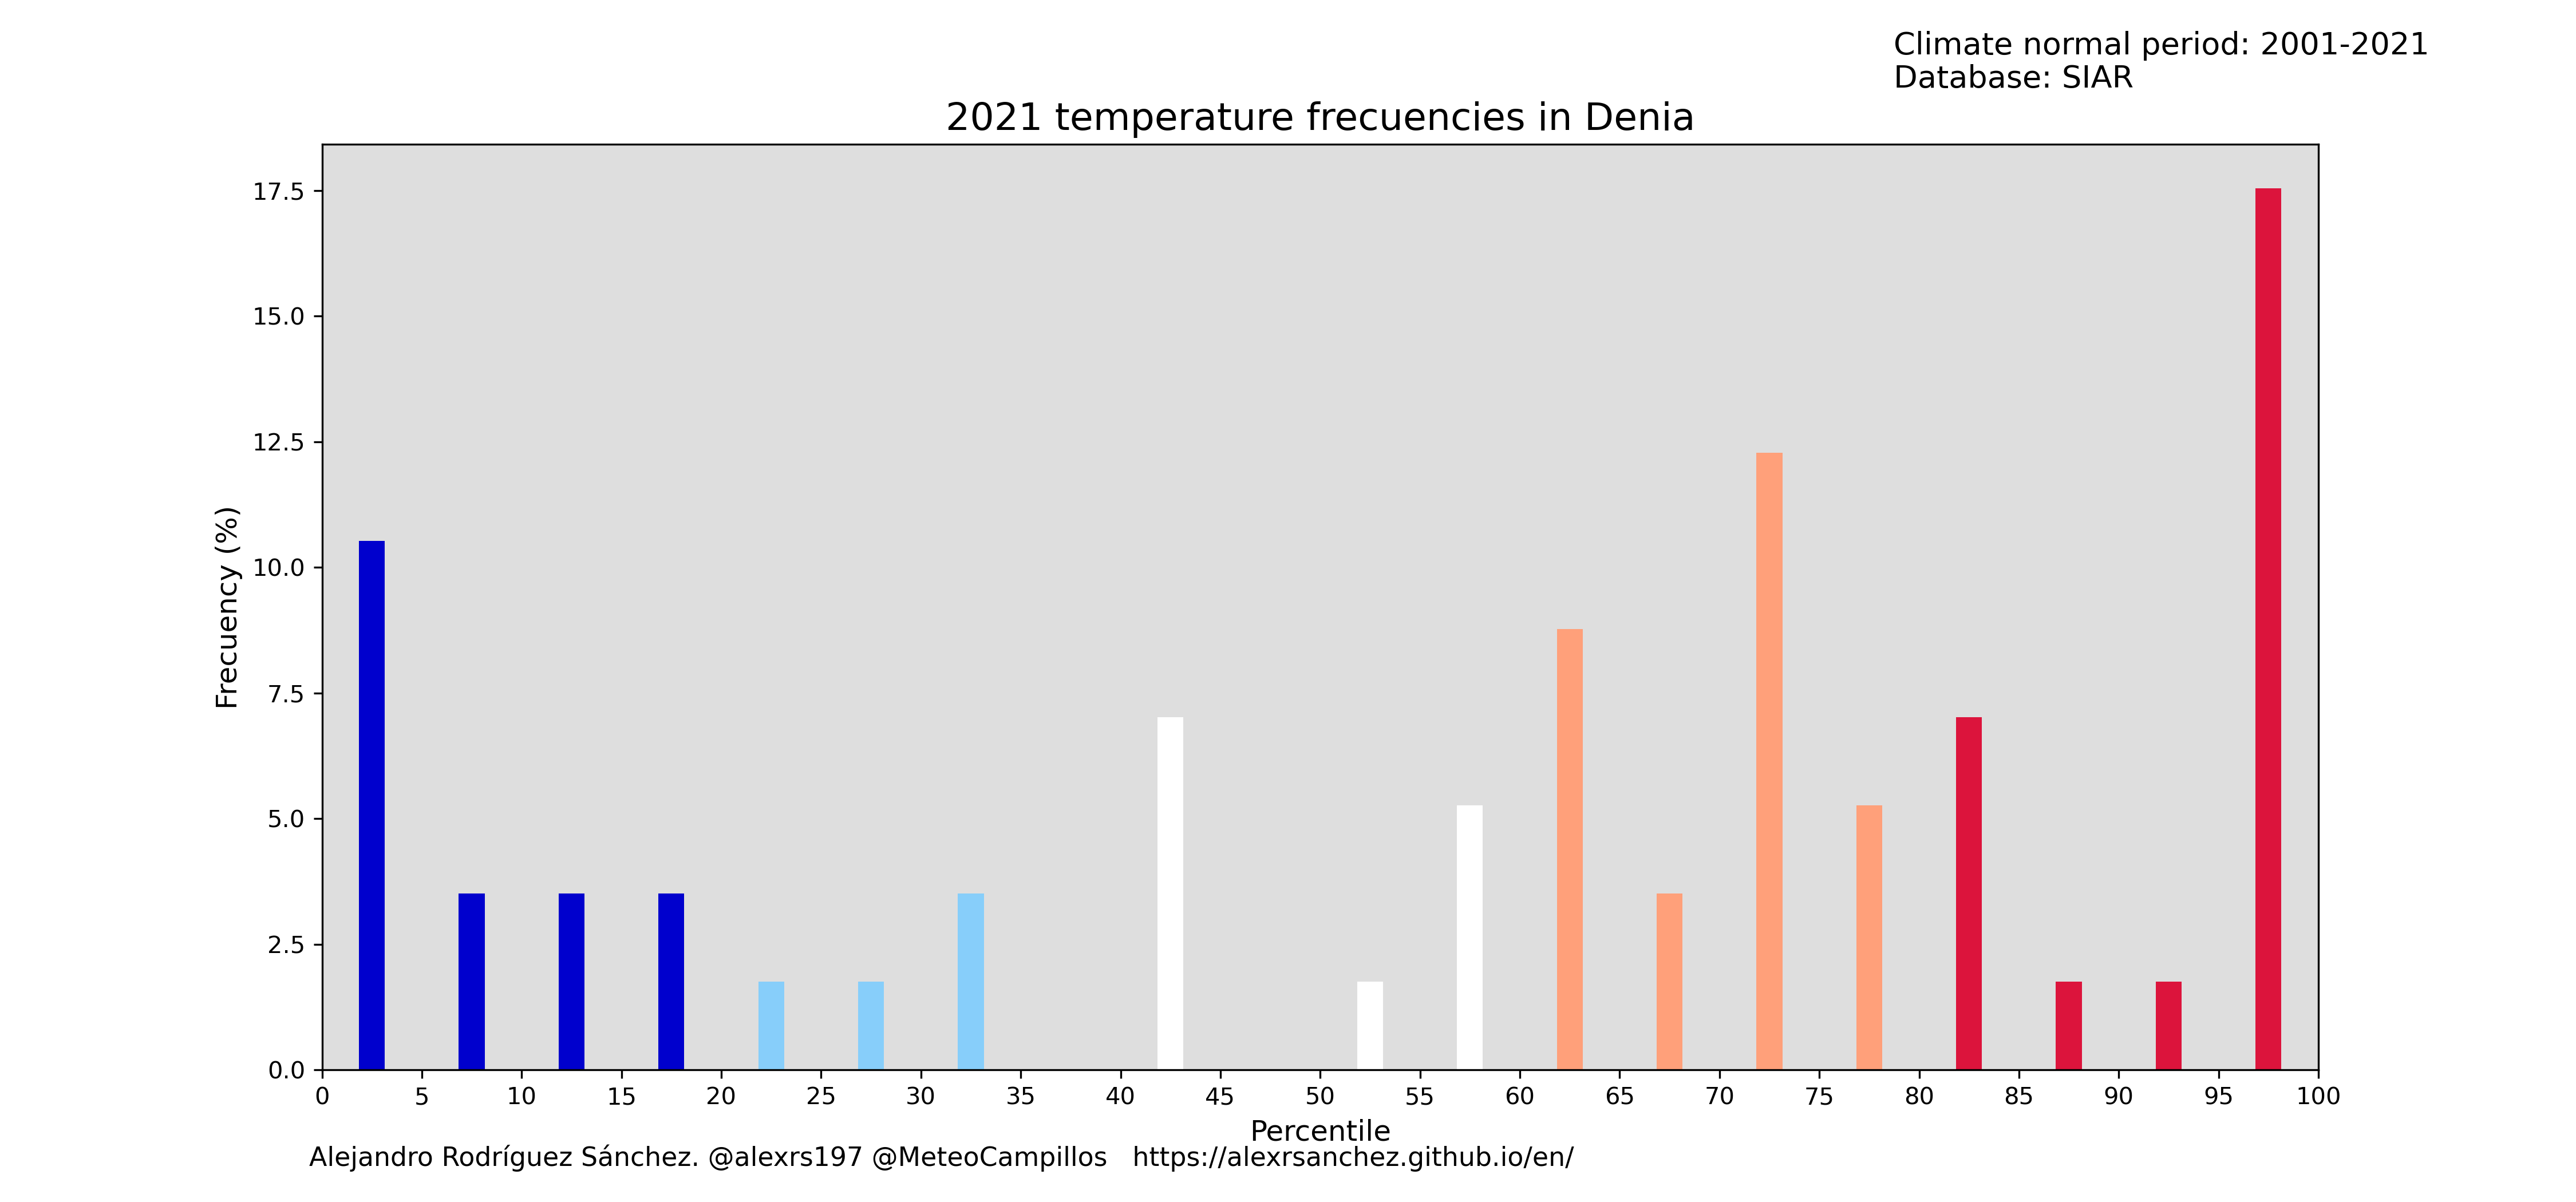 Climate normal period: 2001-2021
Database: SIAR
2021 temperature frecuencies in Denia
17.5
15.0
12.5
10.0
7.5
5.0
2.5
0.0
Frecuency (%)
0 5 10 15 20 25 30 35 40 45 50 55 60 65 70 75 80 85 90 95 100
Percentile
Alejandro Rodríguez Sánchez. @alexrs197 @MeteoCampillos https://alexrsanchez.github.io/en/